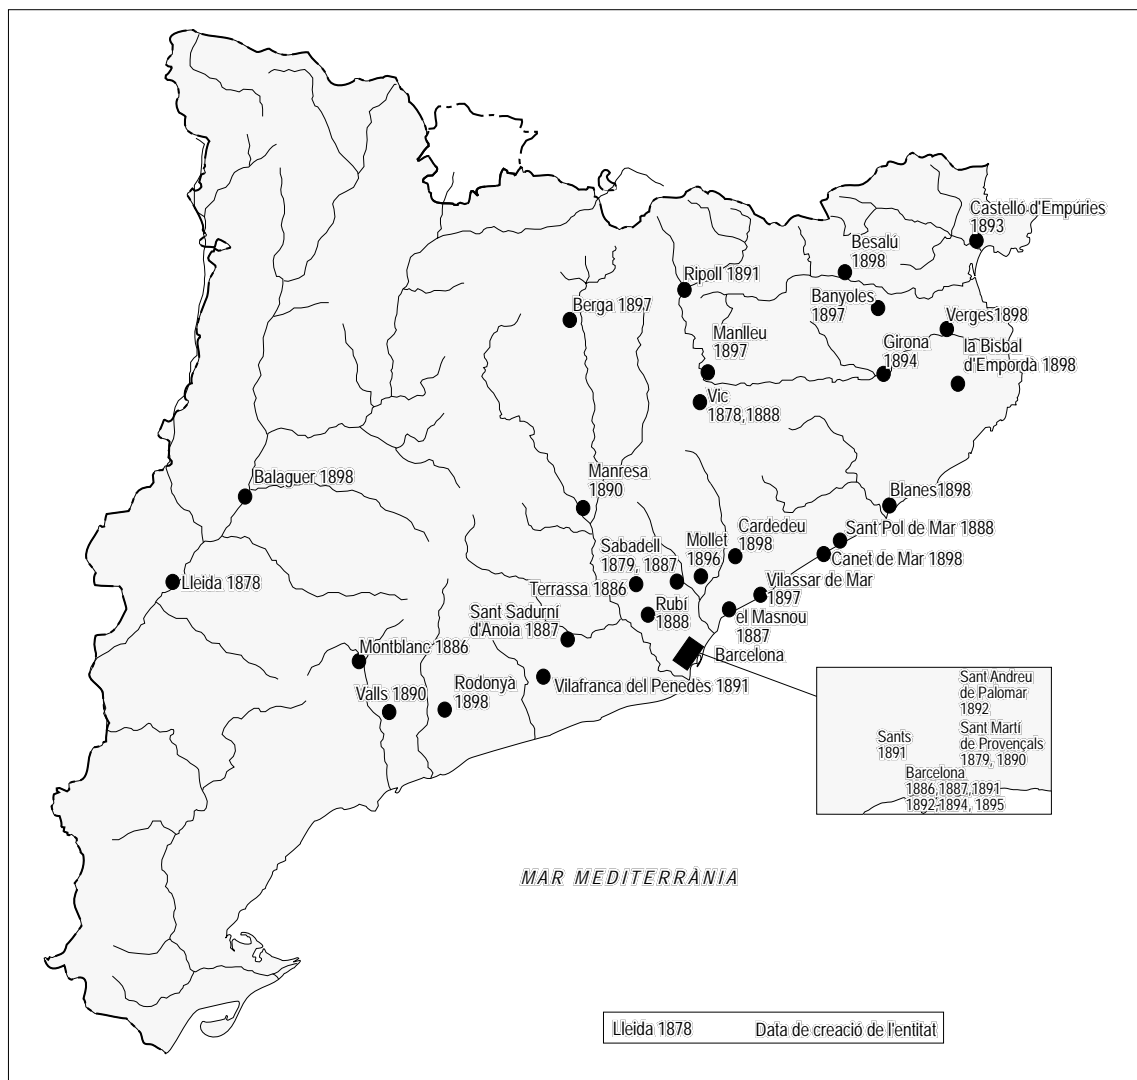 Castelló d'Empúries
1893
Besalú
1898
Ripoll 1891
Banyoles
1897
Berga 1897
Verges1898
Manlleu
1897
Girona
1894
la Bisbal
d'Empordà 1898
Vic
1878,1888
Balaguer 1898
Manresa
1890
Blanes1898
Sant Pol de Mar 1888
Cardedeu
1898
Mollet
1896
Canet de Mar 1898
Sabadell
1879, 1887
Lleida 1878
Terrassa 1886
Vilassar de Mar
1897
Rubí
1888
el Masnou
1887
Sant Sadurní
d'Anoia 1887
Montblanc 1886
Barcelona
Vilafranca del Penedès 1891
Valls 1890
Rodonyà
1898
Sant Andreu
de Palomar
1892
Sants
1891
Sant Martí
de Provençals
1879, 1890
Barcelona
1886,1887,1891
1892,1894, 1895
MAR MEDITERRÀNIA
Lleida 1878 Data de creació de l'entitat